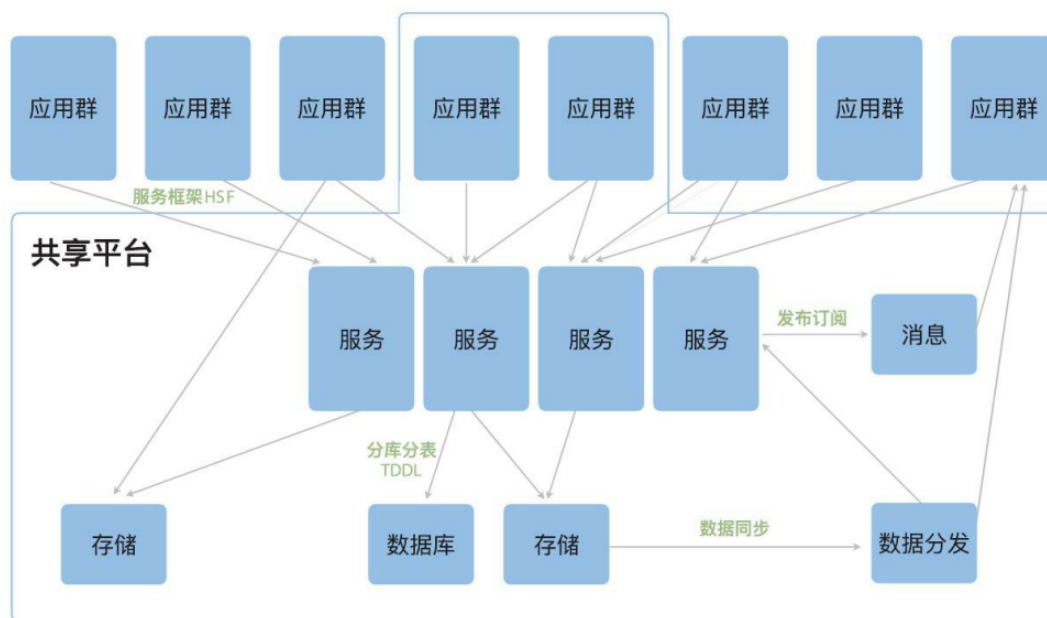 应用群
应用群
应用群
应用群
应用群
应用群
应用群
应用群
服务框架HSF
共享平台
服务
服务
服务
服务
发布订阅
消息
分库分表
TDDL
存储
数据库
存储
数据同步
数据分发